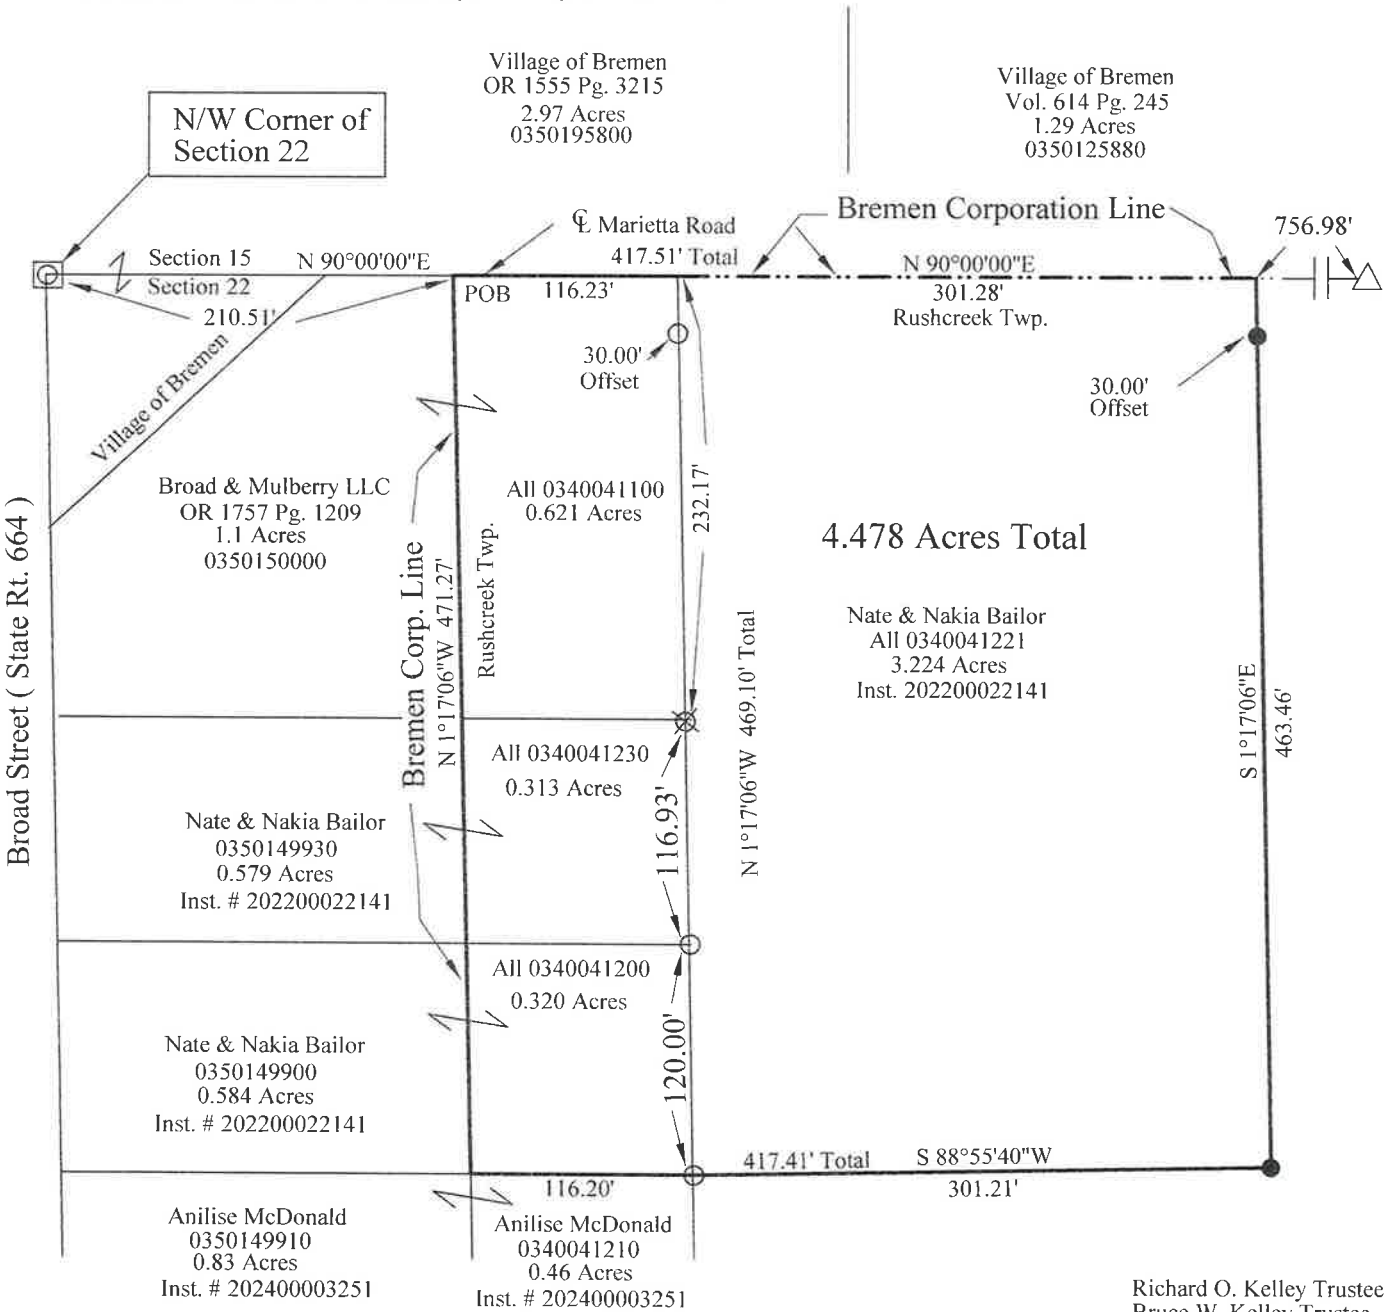 Village of Bremen
OR 1555 Pg. 3215
2.97 Acres
0350195800
Village of Bremen
Vol. 614 Pg. 245
1.29 Acres
0350125880
N/W Corner of
Section 22
℄ Marietta Road
Bremen Corporation Line
756.98'
Section 15
N 90°00'00"E
417.51' Total
N 90°00'00"E
Section 22
210.51'
POB
116.23'
301.28'
Rushcreek Twp.
30.00'
Offset
30.00'
Offset
Village of Bremen
Broad & Mulberry LLC
OR 1757 Pg. 1209
1.1 Acres
0350150000
All 0340041100
0.621 Acres
232.17'
4.478 Acres Total
Broad Street ( State Rt. 664 )
Bremen Corp. Line
N 1°17'06"W 471.27'
Rushcreek Twp.
N 1°17'06"W 469.10' Total
Nate & Nakia Bailor
All 0340041221
3.224 Acres
Inst. 202200022141
S 1°17'06"E
463.46'
All 0340041230
0.313 Acres
116.93'
Nate & Nakia Bailor
0350149930
0.579 Acres
Inst. # 202200022141
All 0340041200
0.320 Acres
120.00'
Nate & Nakia Bailor
0350149900
0.584 Acres
Inst. # 202200022141
417.41' Total
S 88°55'40"W
116.20'
301.21'
Anilise McDonald
0350149910
0.83 Acres
Inst. # 202400003251
Anilise McDonald
0340041210
0.46 Acres
Inst. # 202400003251
Richard O. Kelley Trustee
Bruce W. Kelley Trustee